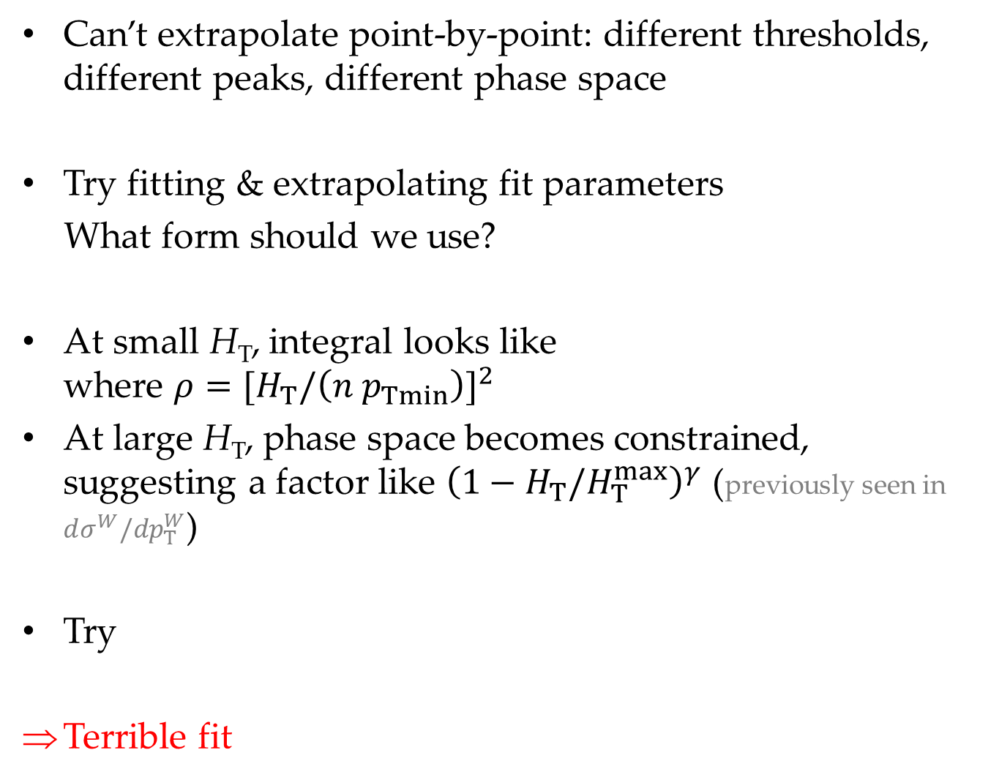 • Can't extrapolate point-by-point: different thresholds,
different peaks, different phase space
• Try fitting & extrapolating fit parameters
What form should we use?
• At small $H_{\mathrm{T}}$, integral looks like
where $\rho = [H_{\mathrm{T}}/(n\, p_{\mathrm{Tmin}})]^2$
• At large $H_{\mathrm{T}}$, phase space becomes constrained,
suggesting a factor like $(1 - H_{\mathrm{T}}/H_{\mathrm{T}}^{\mathrm{max}})^{\gamma}$ (previously seen in
$d\sigma^W/dp_{\mathrm{T}}^W$)
• Try
⇒ Terrible fit